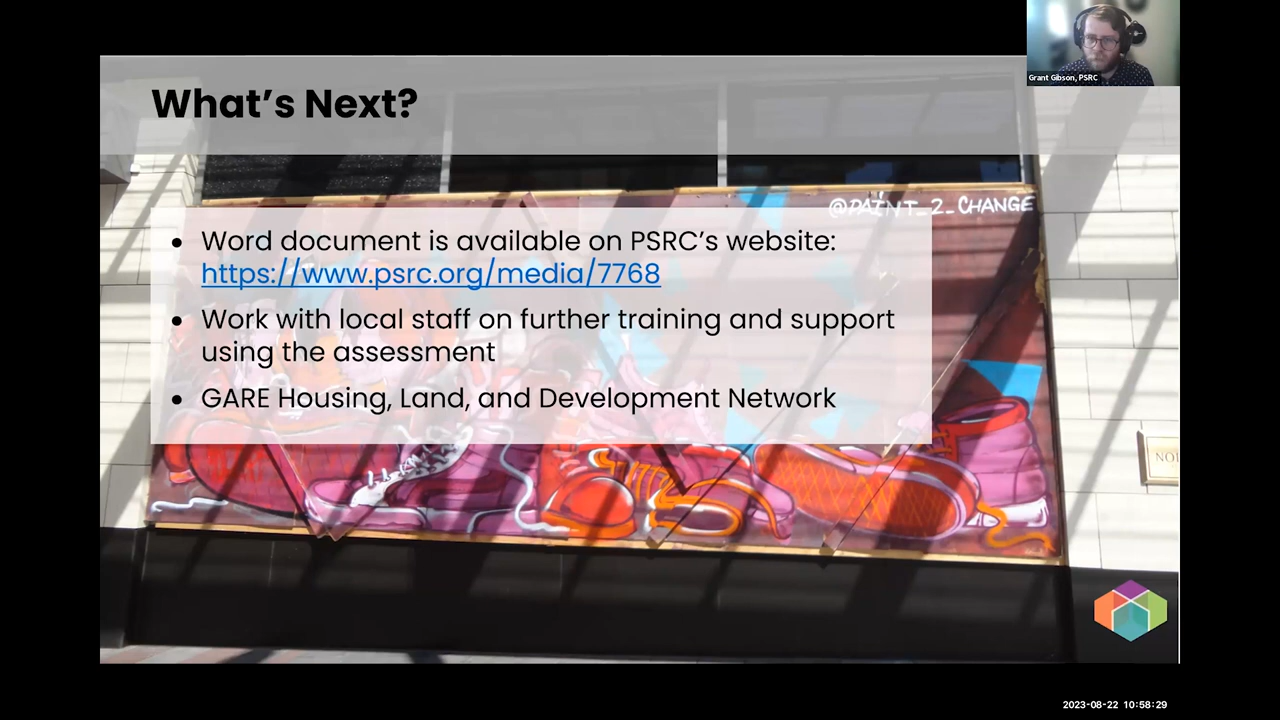 Grant Gibson, PSRC
What's Next?
@PAINT_2_CHANGE
• Word document is available on PSRC's website:
https://www.psrc.org/media/7768
• Work with local staff on further training and support
using the assessment
• GARE Housing, Land, and Development Network
2023-08-22 10:58:29